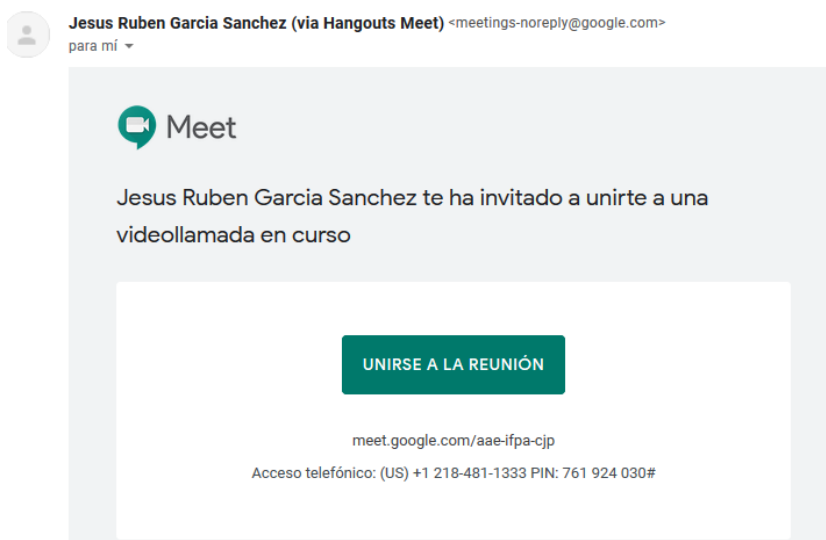 Jesus Ruben Garcia Sanchez (via Hangouts Meet) <meetings-noreply@google.com>
para mí
Meet
Jesus Ruben Garcia Sanchez te ha invitado a unirte a una
videollamada en curso
UNIRSE A LA REUNIÓN
meet.google.com/aae-ifpa-cjp
Acceso telefónico: (US) +1 218-481-1333 PIN: 761 924 030#